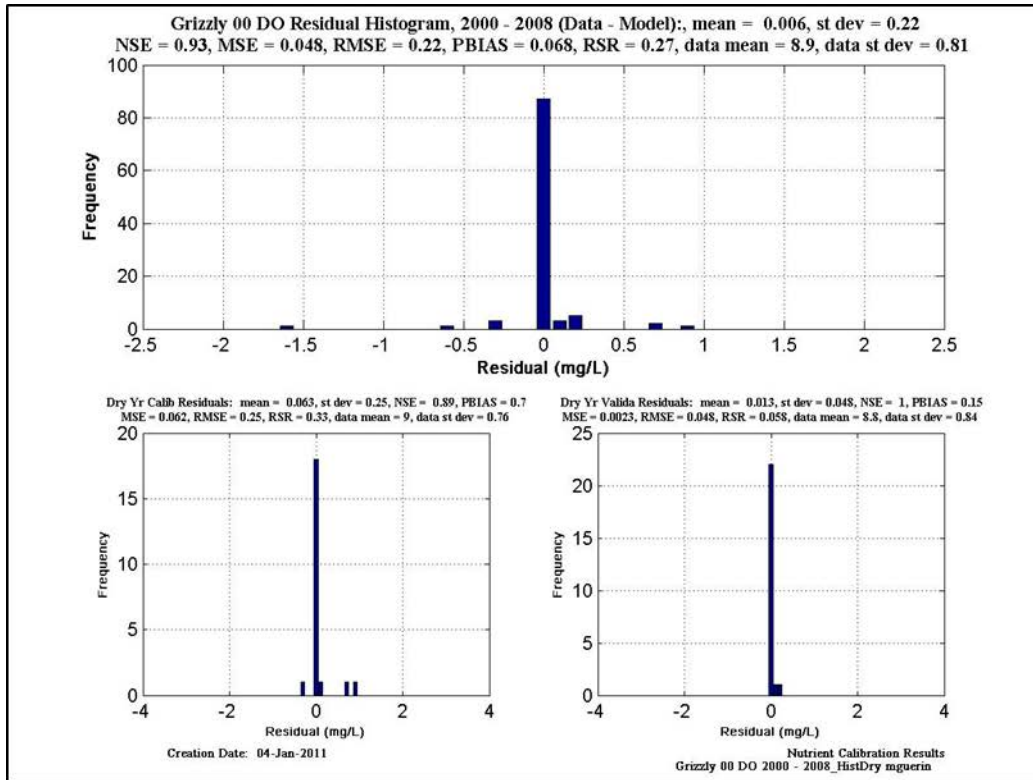 Grizzly 00 DO Residual Histogram, 2000 - 2008 (Data - Model):, mean = 0.006, st dev = 0.22
NSE = 0.93, MSE = 0.048, RMSE = 0.22, PBIAS = 0.068, RSR = 0.27, data mean = 8.9, data st dev = 0.81
100
80
60
40
20
0
Frequency
-2.5 -2 -1.5 -1 -0.5 0 0.5 1 1.5 2 2.5
Residual (mg/L)
Dry Yr Calib Residuals: mean = 0.063, st dev = 0.25, NSE = 0.89, PBIAS = 0.7
MSE = 0.062, RMSE = 0.25, RSR = 0.33, data mean = 9, data st dev = 0.76
20
15
10
5
0
Frequency
-4 -2 0 2 4
Residual (mg/L)
Dry Yr Valida Residuals: mean = 0.013, st dev = 0.048, NSE = 1, PBIAS = 0.15
MSE = 0.0023, RMSE = 0.048, RSR = 0.058, data mean = 8.8, data st dev = 0.84
25
20
15
10
5
0
Frequency
-4 -2 0 2 4
Residual (mg/L)
Creation Date: 04-Jan-2011
Nutrient Calibration Results
Grizzly 00 DO 2000 - 2008_HistDry mguerin